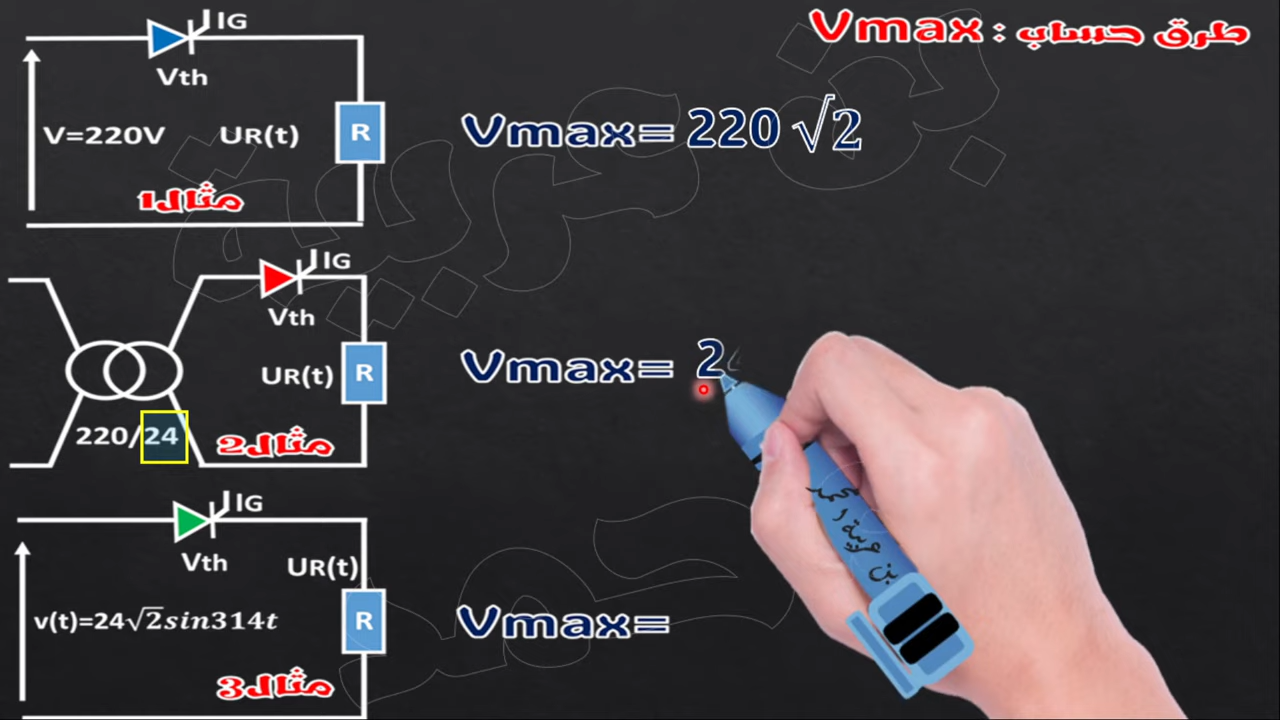 طرق حساب : Vmax
IG
Vth
V=220V UR(t) R
مثال1
Vmax= 220 √2
IG
Vth
UR(t) R
220/24
مثال2
Vmax= 2
IG
Vth
UR(t)
v(t)=24√2sin314t R
مثال3
Vmax=